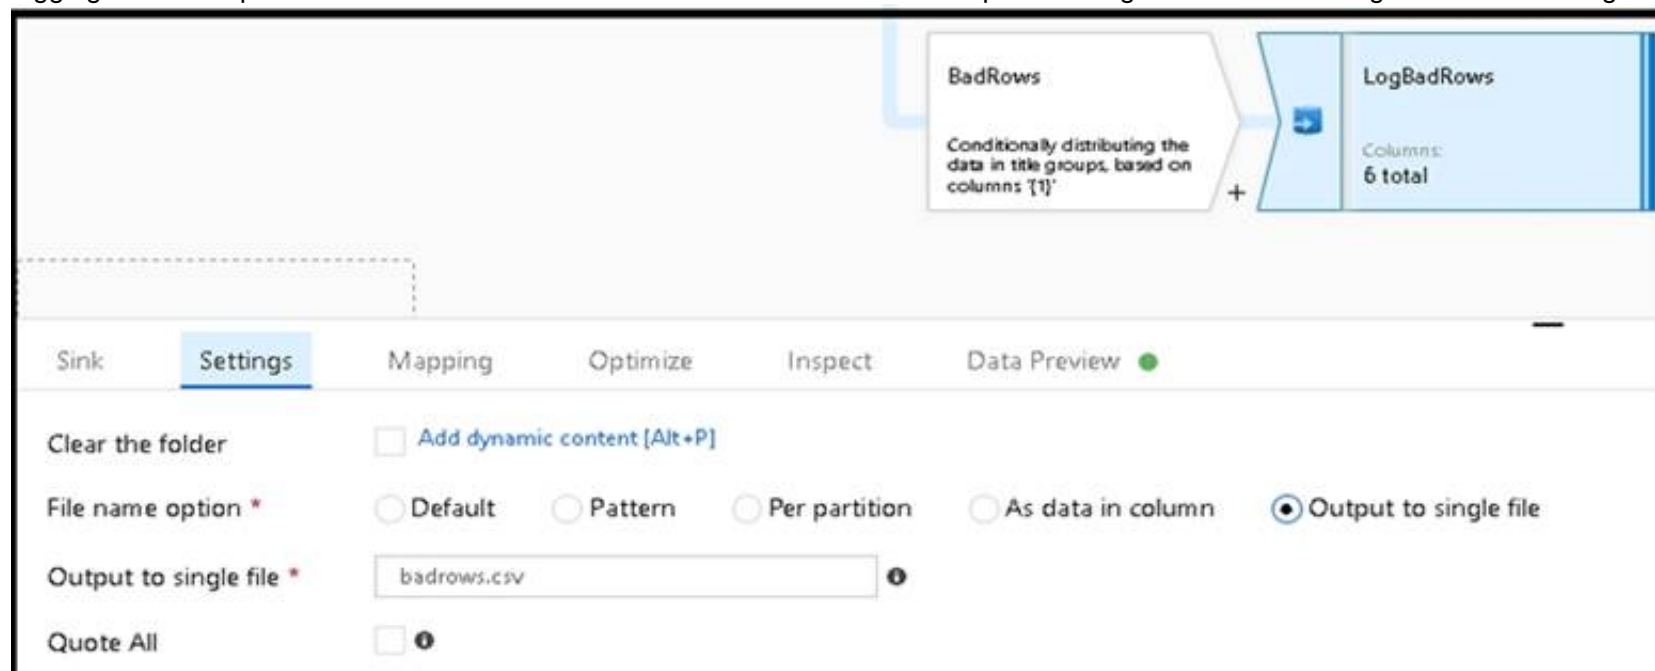 BadRows
Conditionally distributing the
data in title groups, based on
columns '{1}'
+
LogBadRows
Columns:
6 total
Sink Settings Mapping Optimize Inspect Data Preview
Clear the folder Add dynamic content [Alt+P]
File name option * Default Pattern Per partition As data in column Output to single file
Output to single file * badrows.csv
Quote All